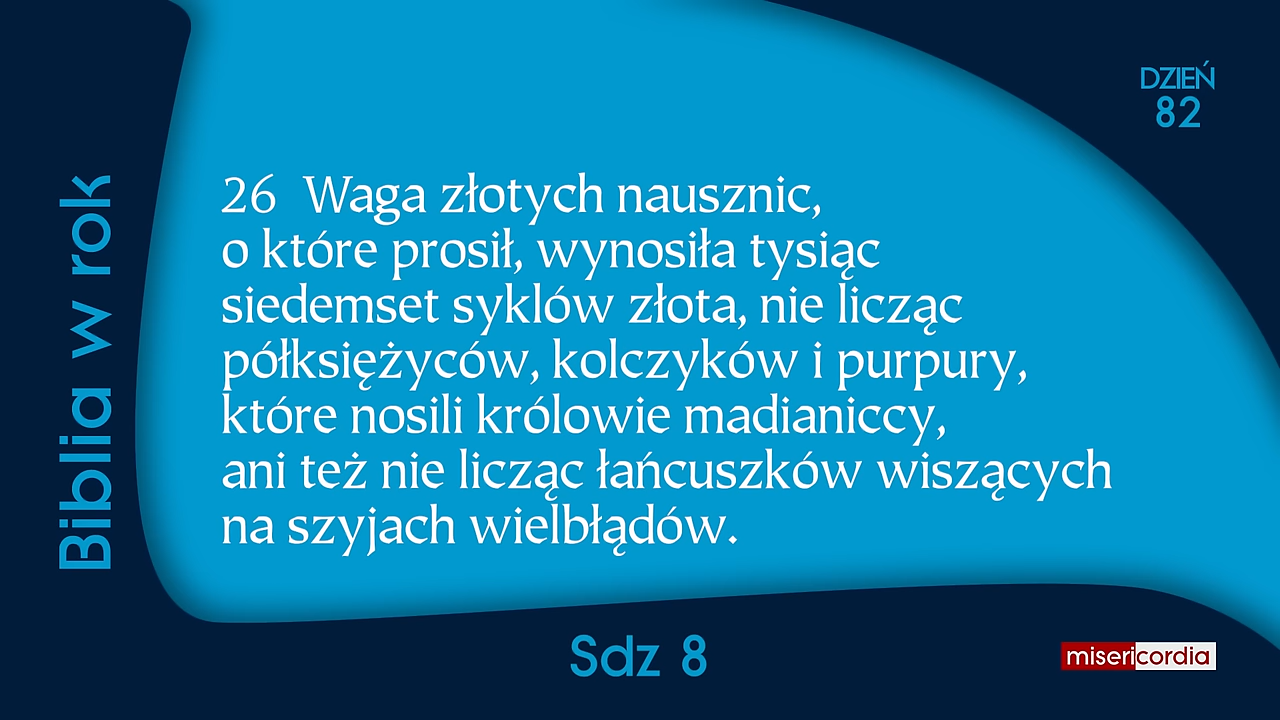 DZIEŃ
82
Biblia w rok
26 Waga złotych nausznic,
o które prosił, wynosiła tysiąc
siedemset syklów złota, nie licząc
półksiężyców, kolczyków i purpury,
które nosili królowie madianiccy,
ani też nie licząc łańcuszków wiszących
na szyjach wielbłądów.
Sdz 8
misericordia